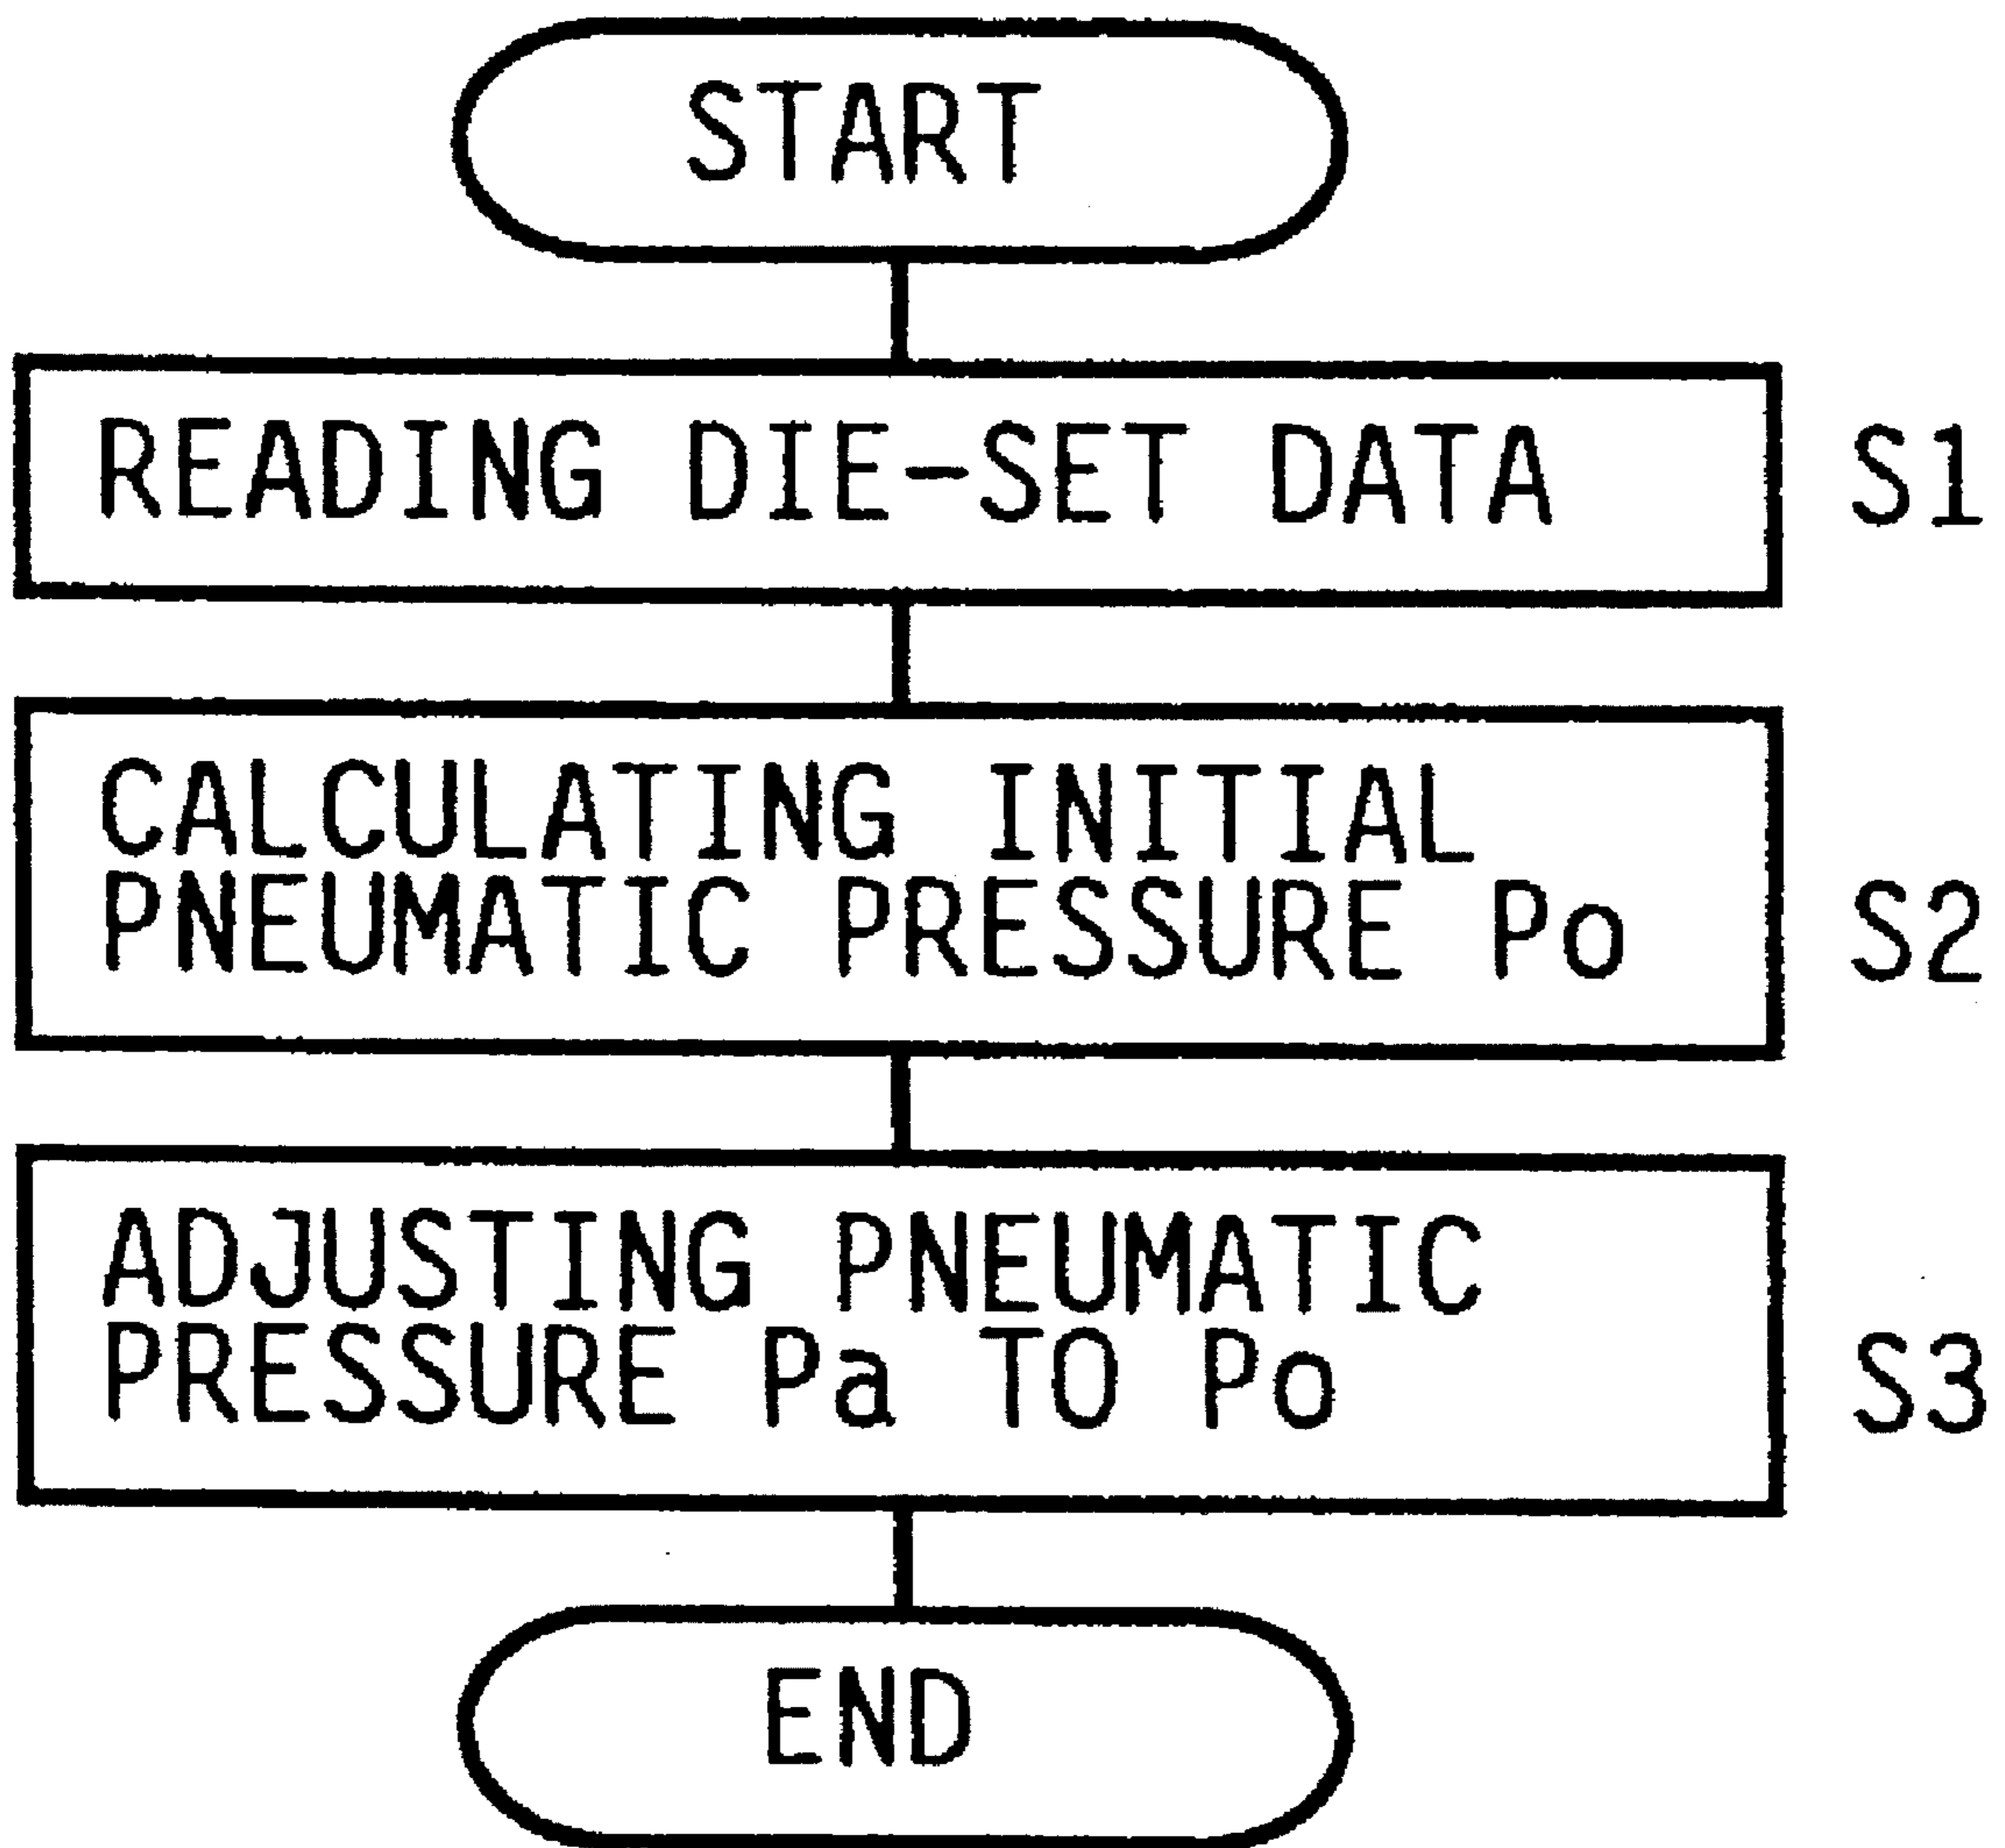 START
READING DIE-SET DATA S1
CALCULATING INITIAL
PNEUMATIC PRESSURE Po S2
ADJUSTING PNEUMATIC
PRESSURE Pa TO Po S3
END